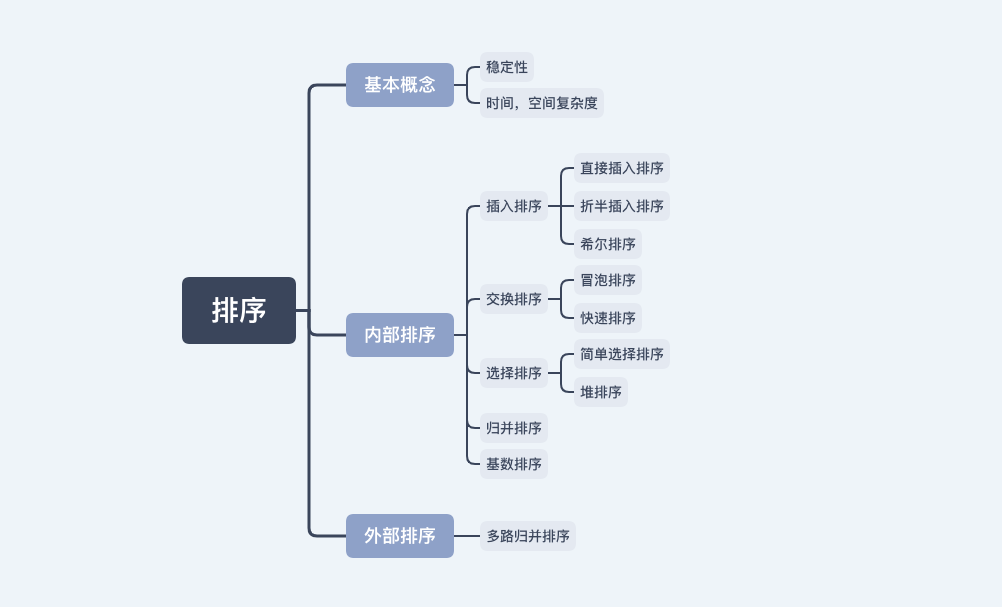 排序
基本概念
稳定性
时间，空间复杂度
内部排序
插入排序
直接插入排序
折半插入排序
希尔排序
交换排序
冒泡排序
快速排序
选择排序
简单选择排序
堆排序
归并排序
基数排序
外部排序
多路归并排序